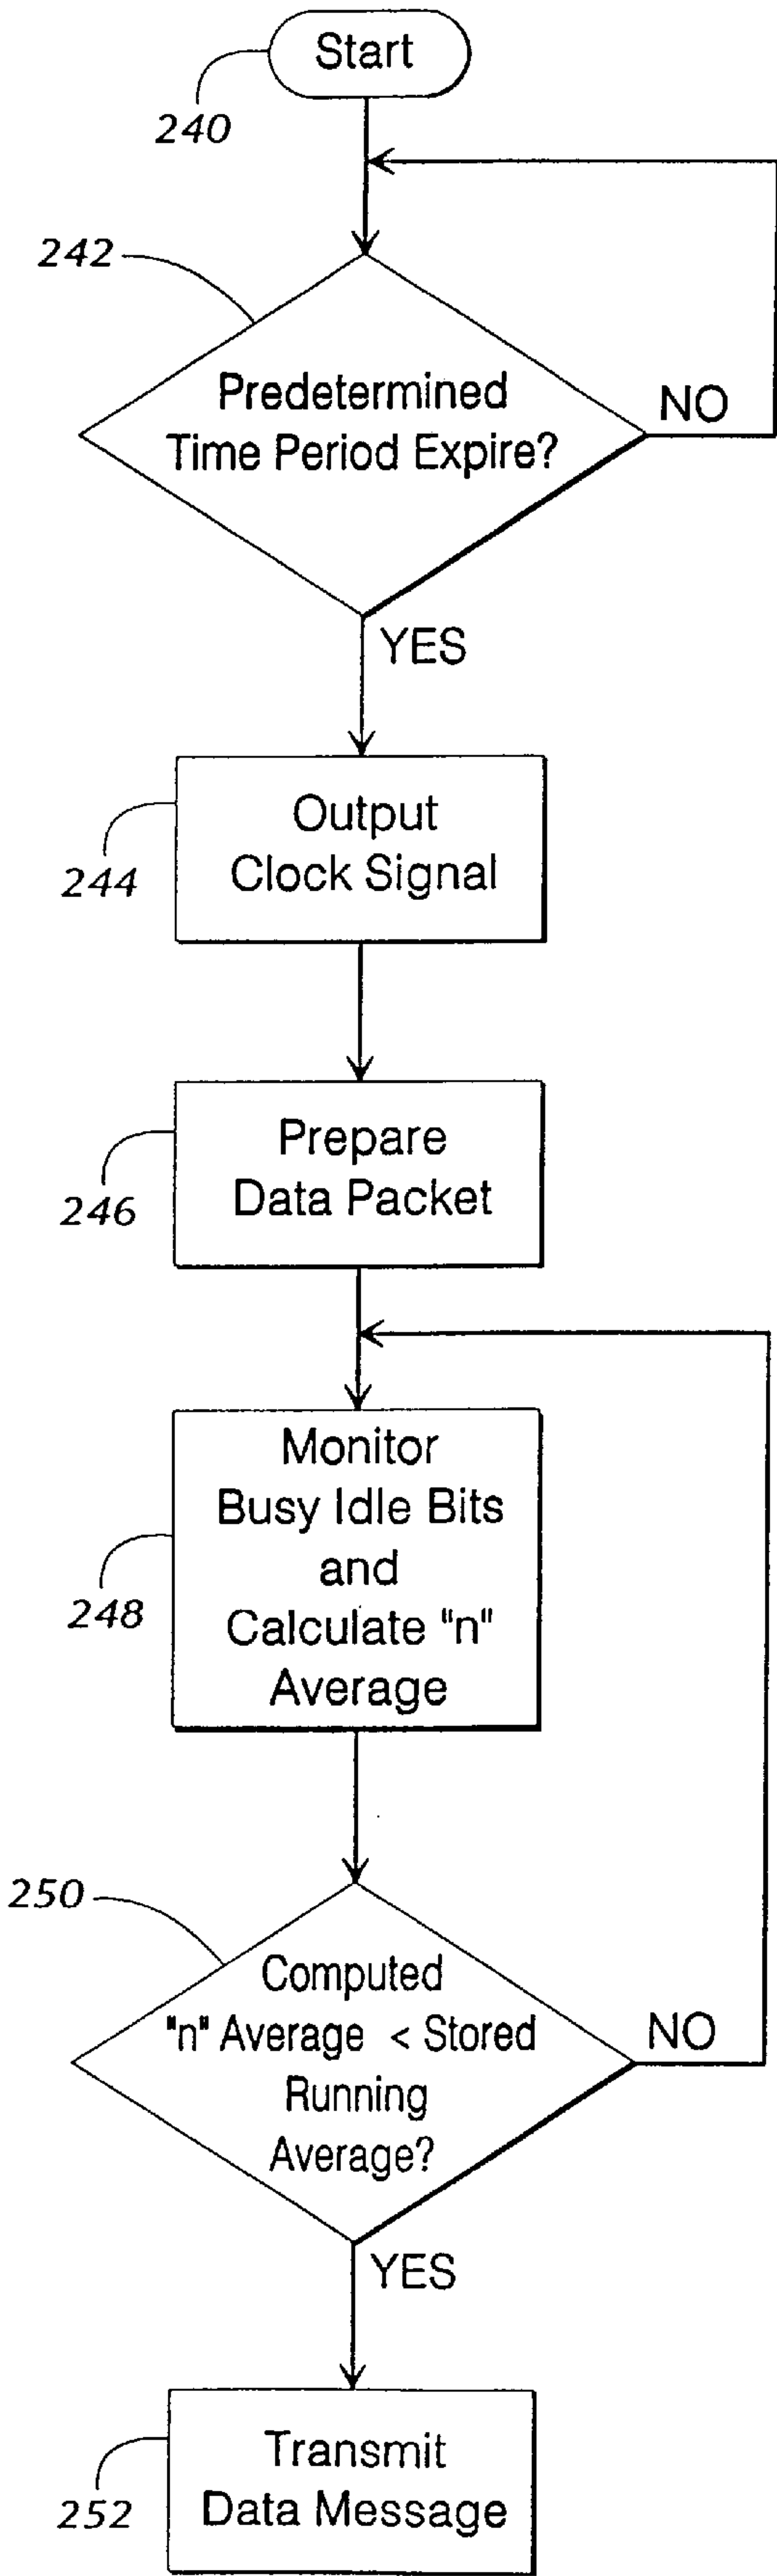 Start
240
242
Predetermined
Time Period Expire?
NO
YES
Output
Clock Signal
244
Prepare
Data Packet
246
Monitor
Busy Idle Bits
and
Calculate "n"
Average
248
250
Computed
"n" Average < Stored
Running
Average?
NO
YES
Transmit
Data Message
252